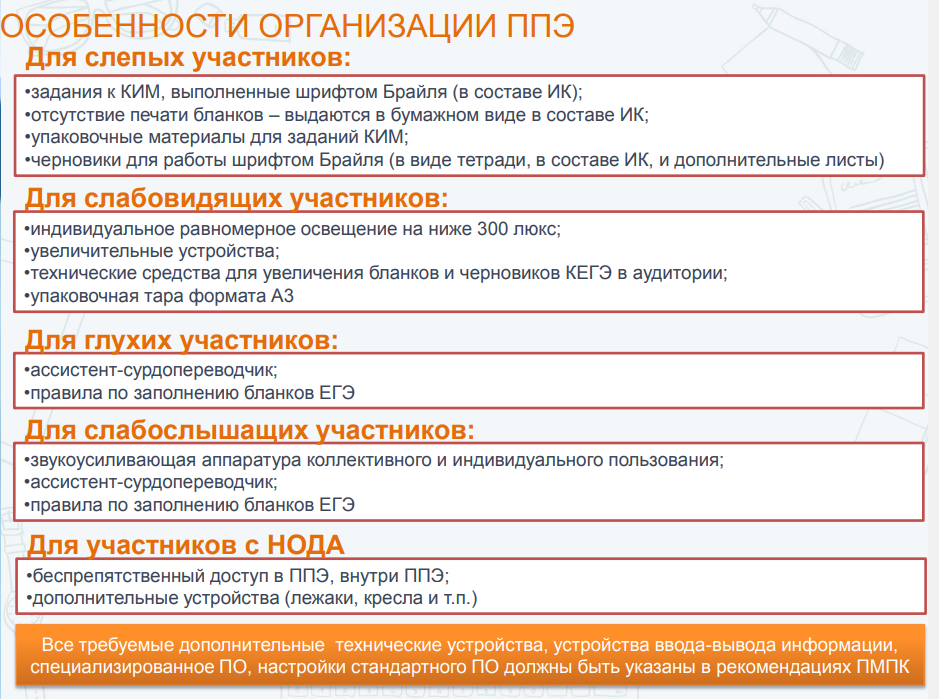 ОСОБЕННОСТИ ОРГАНИЗАЦИИ ППЭ
Для слепых участников:
•задания к КИМ, выполненные шрифтом Брайля (в составе ИК);
•отсутствие печати бланков – выдаются в бумажном виде в составе ИК;
•упаковочные материалы для заданий КИМ;
•черновики для работы шрифтом Брайля (в виде тетради, в составе ИК, и дополнительные листы)
Для слабовидящих участников:
•индивидуальное равномерное освещение на ниже 300 люкс;
•увеличительные устройства;
•технические средства для увеличения бланков и черновиков КЕГЭ в аудитории;
•упаковочная тара формата А3
Для глухих участников:
•ассистент-сурдопереводчик;
•правила по заполнению бланков ЕГЭ
Для слабослышащих участников:
•звукоусиливающая аппаратура коллективного и индивидуального пользования;
•ассистент-сурдопереводчик;
•правила по заполнению бланков ЕГЭ
Для участников с НОДА
•беспрепятственный доступ в ППЭ, внутри ППЭ;
•дополнительные устройства (лежаки, кресла и т.п.)
Все требуемые дополнительные технические устройства, устройства ввода-вывода информации,
специализированное ПО, настройки стандартного ПО должны быть указаны в рекомендациях ПМПК